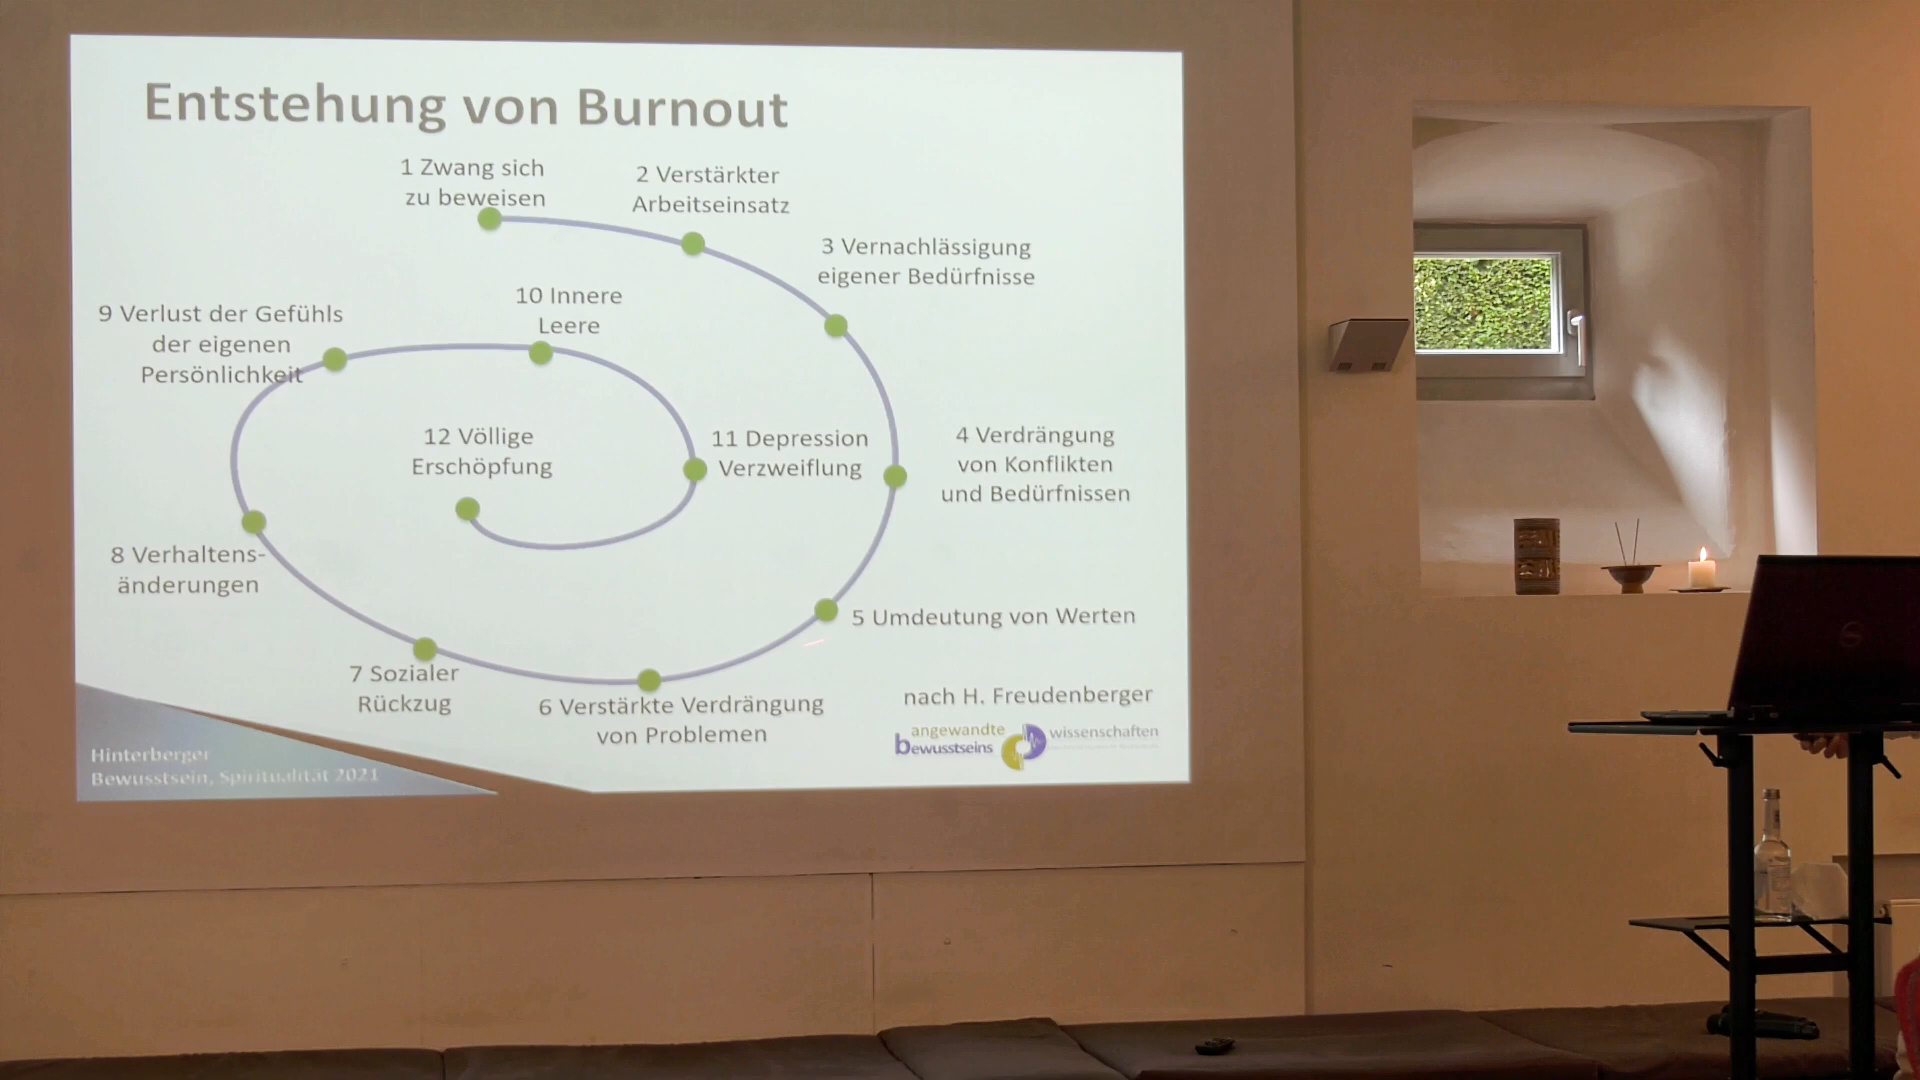 Entstehung von Burnout
1 Zwang sich
zu beweisen
2 Verstärkter
Arbeitseinsatz
3 Vernachlässigung
eigener Bedürfnisse
4 Verdrängung
von Konflikten
und Bedürfnissen
5 Umdeutung von Werten
6 Verstärkte Verdrängung
von Problemen
7 Sozialer
Rückzug
8 Verhaltens-
änderungen
9 Verlust der Gefühls
der eigenen
Persönlichkeit
10 Innere
Leere
11 Depression
Verzweiflung
12 Völlige
Erschöpfung
nach H. Freudenberger
angewandte
bewusstseins
wissenschaften
Hinterberger
Bewusstsein, Spiritualität 2021